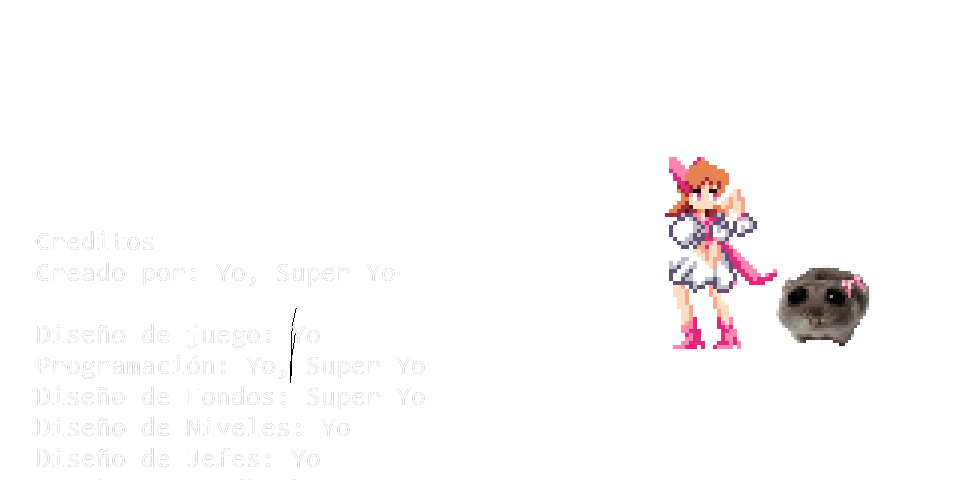 Creditos
Creado por: Yo, Super Yo
Diseño de juego: Yo
Programación: Yo, Super Yo
Diseño de Fondos: Super Yo
Diseño de Niveles: Yo
Diseño de Jefes: Yo